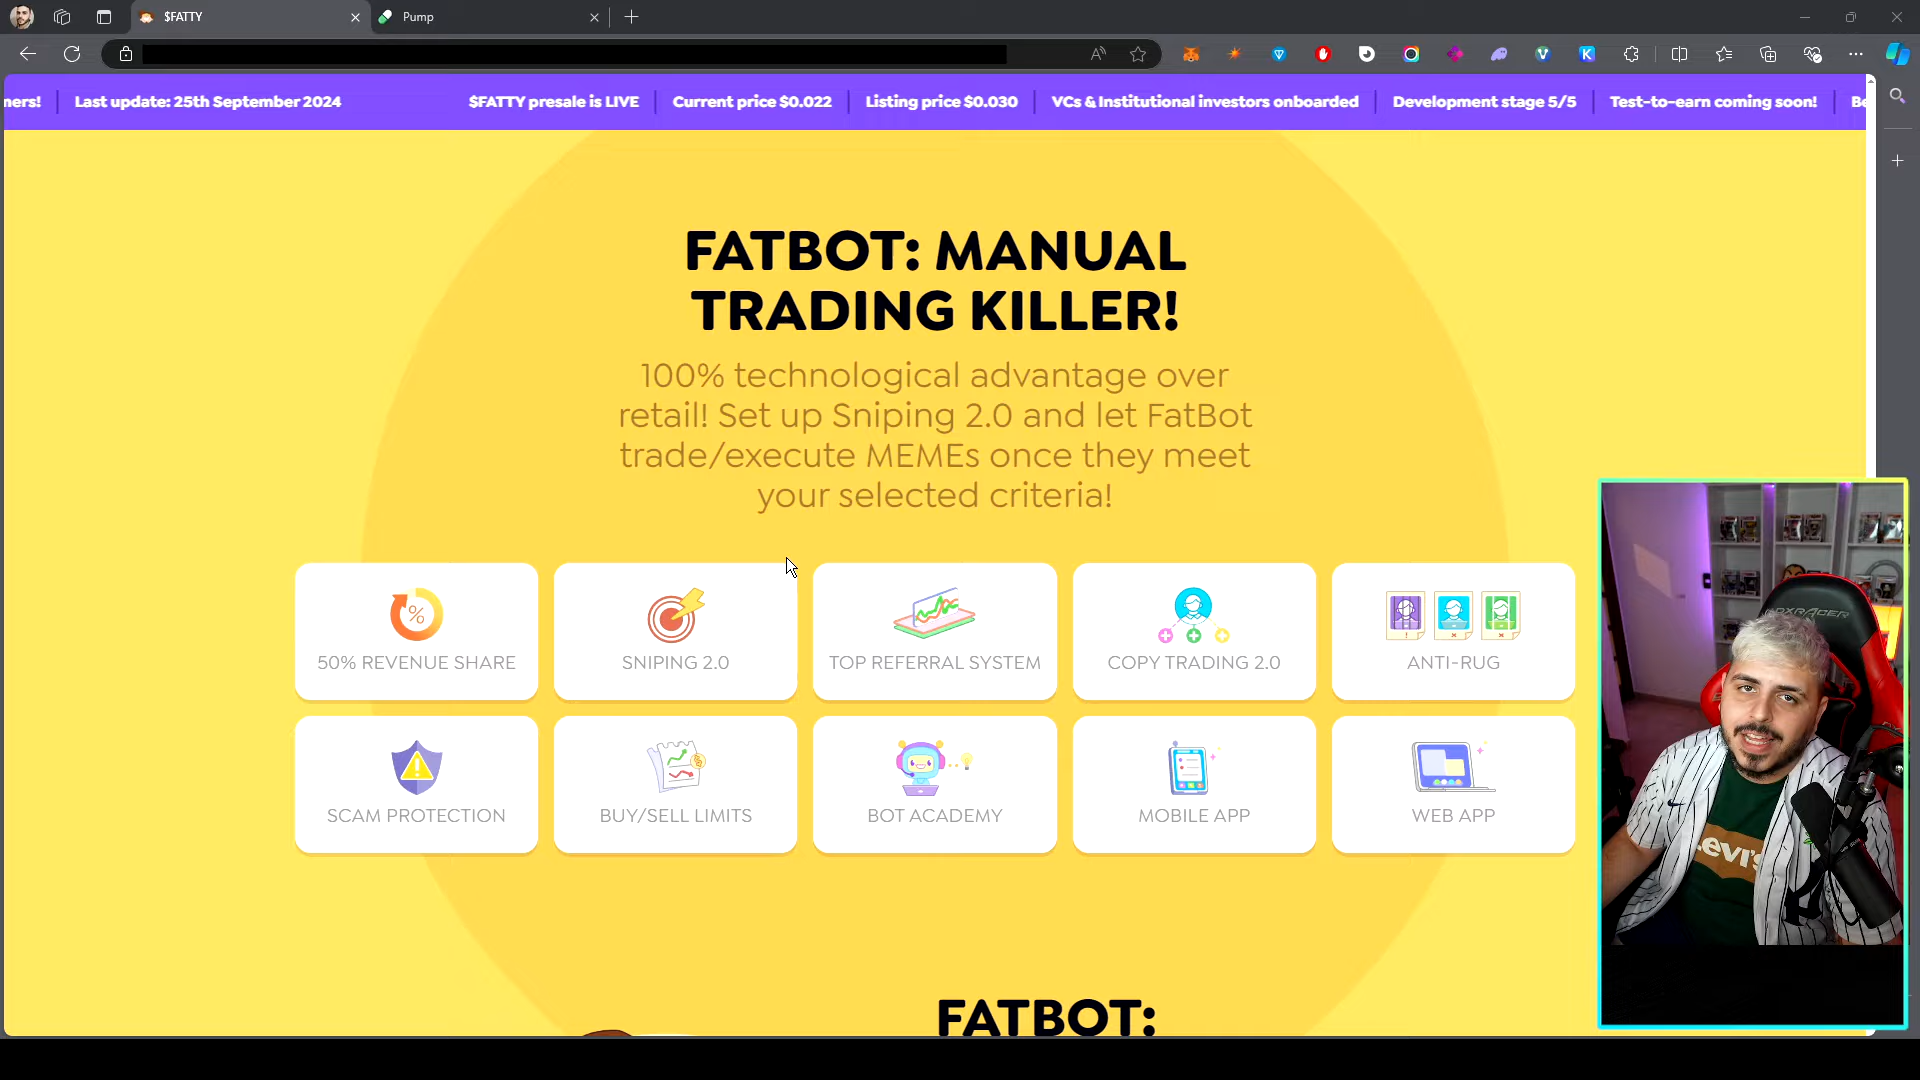 $FATTY
Pump
ners! Last update: 25th September 2024 $FATTY presale is LIVE Current price $0.022 Listing price $0.030 VCs & Institutional investors onboarded Development stage 5/5 Test-to-earn coming soon! Be
FATBOT: MANUAL
TRADING KILLER!
100% technological advantage over
retail! Set up Sniping 2.0 and let FatBot
trade/execute MEMEs once they meet
your selected criteria!
50% REVENUE SHARE
SNIPING 2.0
TOP REFERRAL SYSTEM
COPY TRADING 2.0
ANTI-RUG
SCAM PROTECTION
BUY/SELL LIMITS
BOT ACADEMY
MOBILE APP
WEB APP
FATBOT:
DXRACER
Levi's